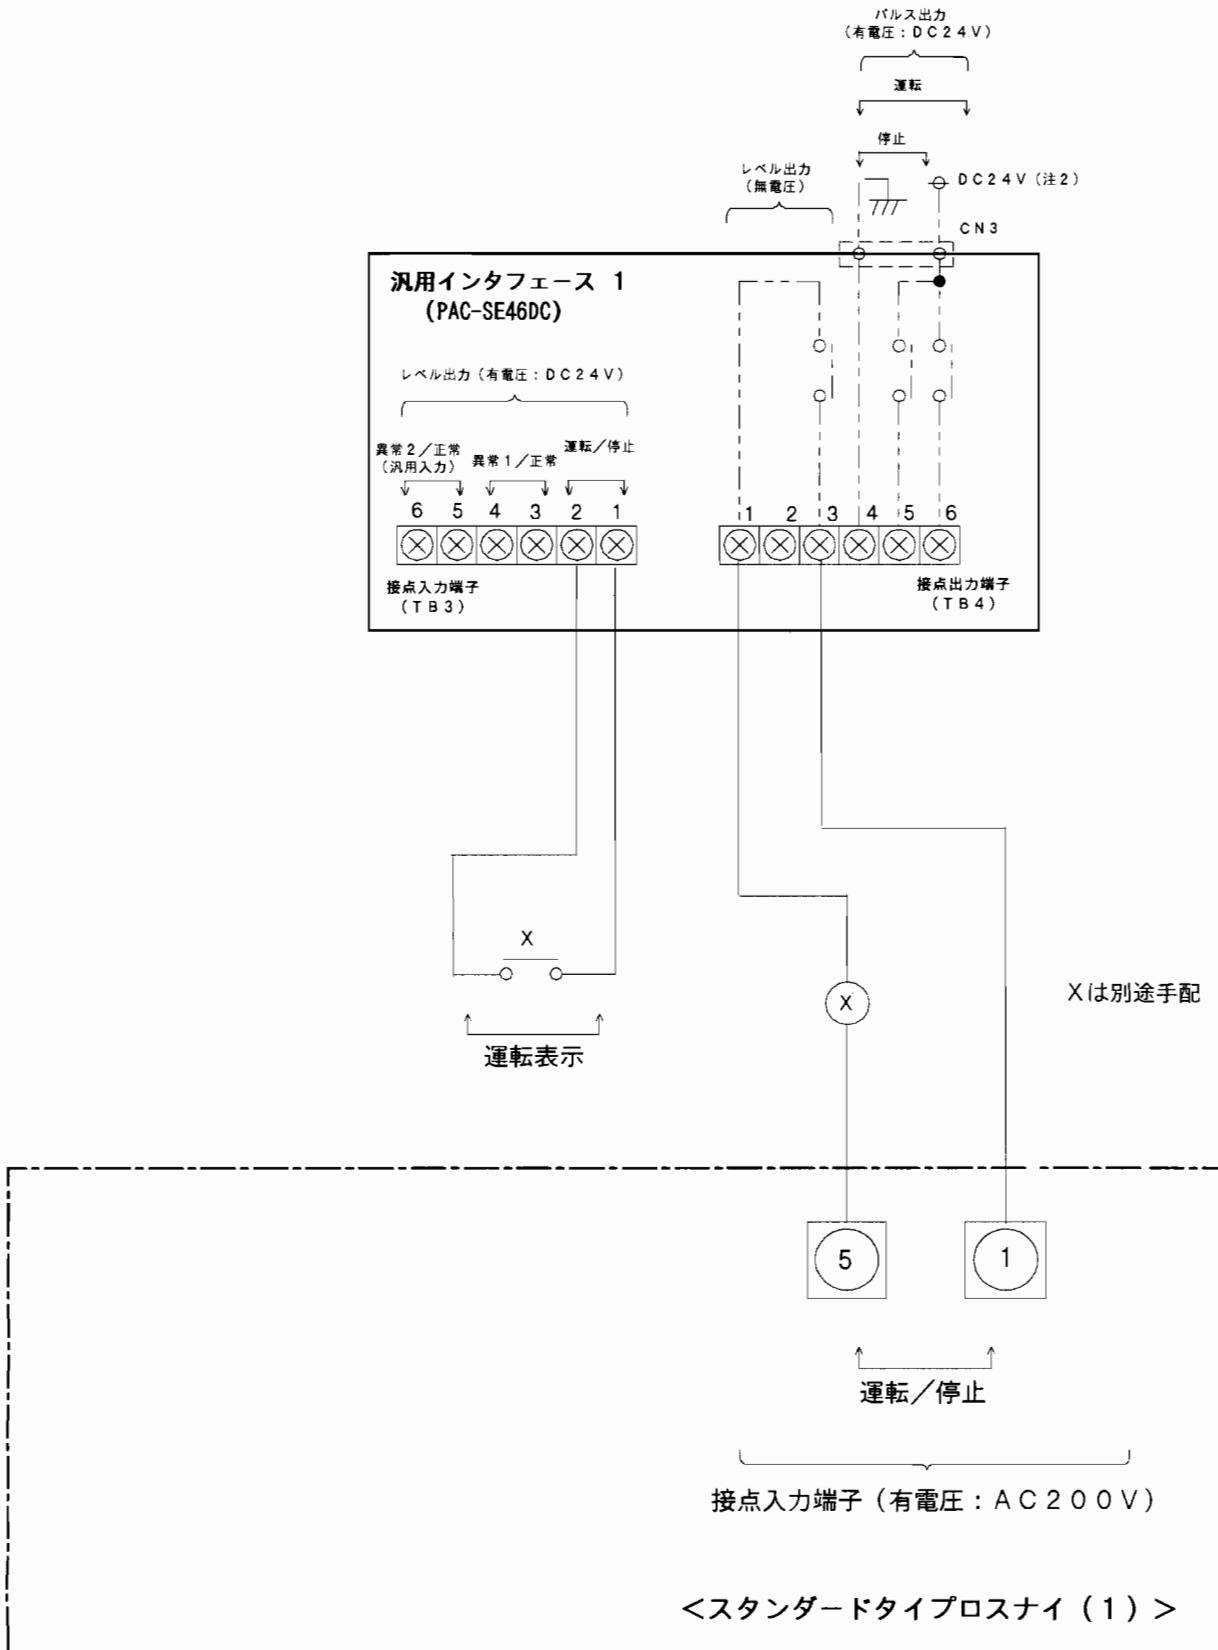 パルス出力
(有電圧:DC24V)
運転
停止
レベル出力
(無電圧)
DC24V(注2)
CN3
汎用インタフェース 1
(PAC-SE46DC)
レベル出力(有電圧:DC24V)
異常2/正常
(汎用入力)
異常1/正常
運転/停止
6 5 4 3 2 1
1 2 3 4 5 6
接点入力端子
(TB3)
接点出力端子
(TB4)
X
X
Xは別途手配
運転表示
5
1
運転/停止
接点入力端子(有電圧:AC200V)
<スタンダードタイプロスナイ(1)>